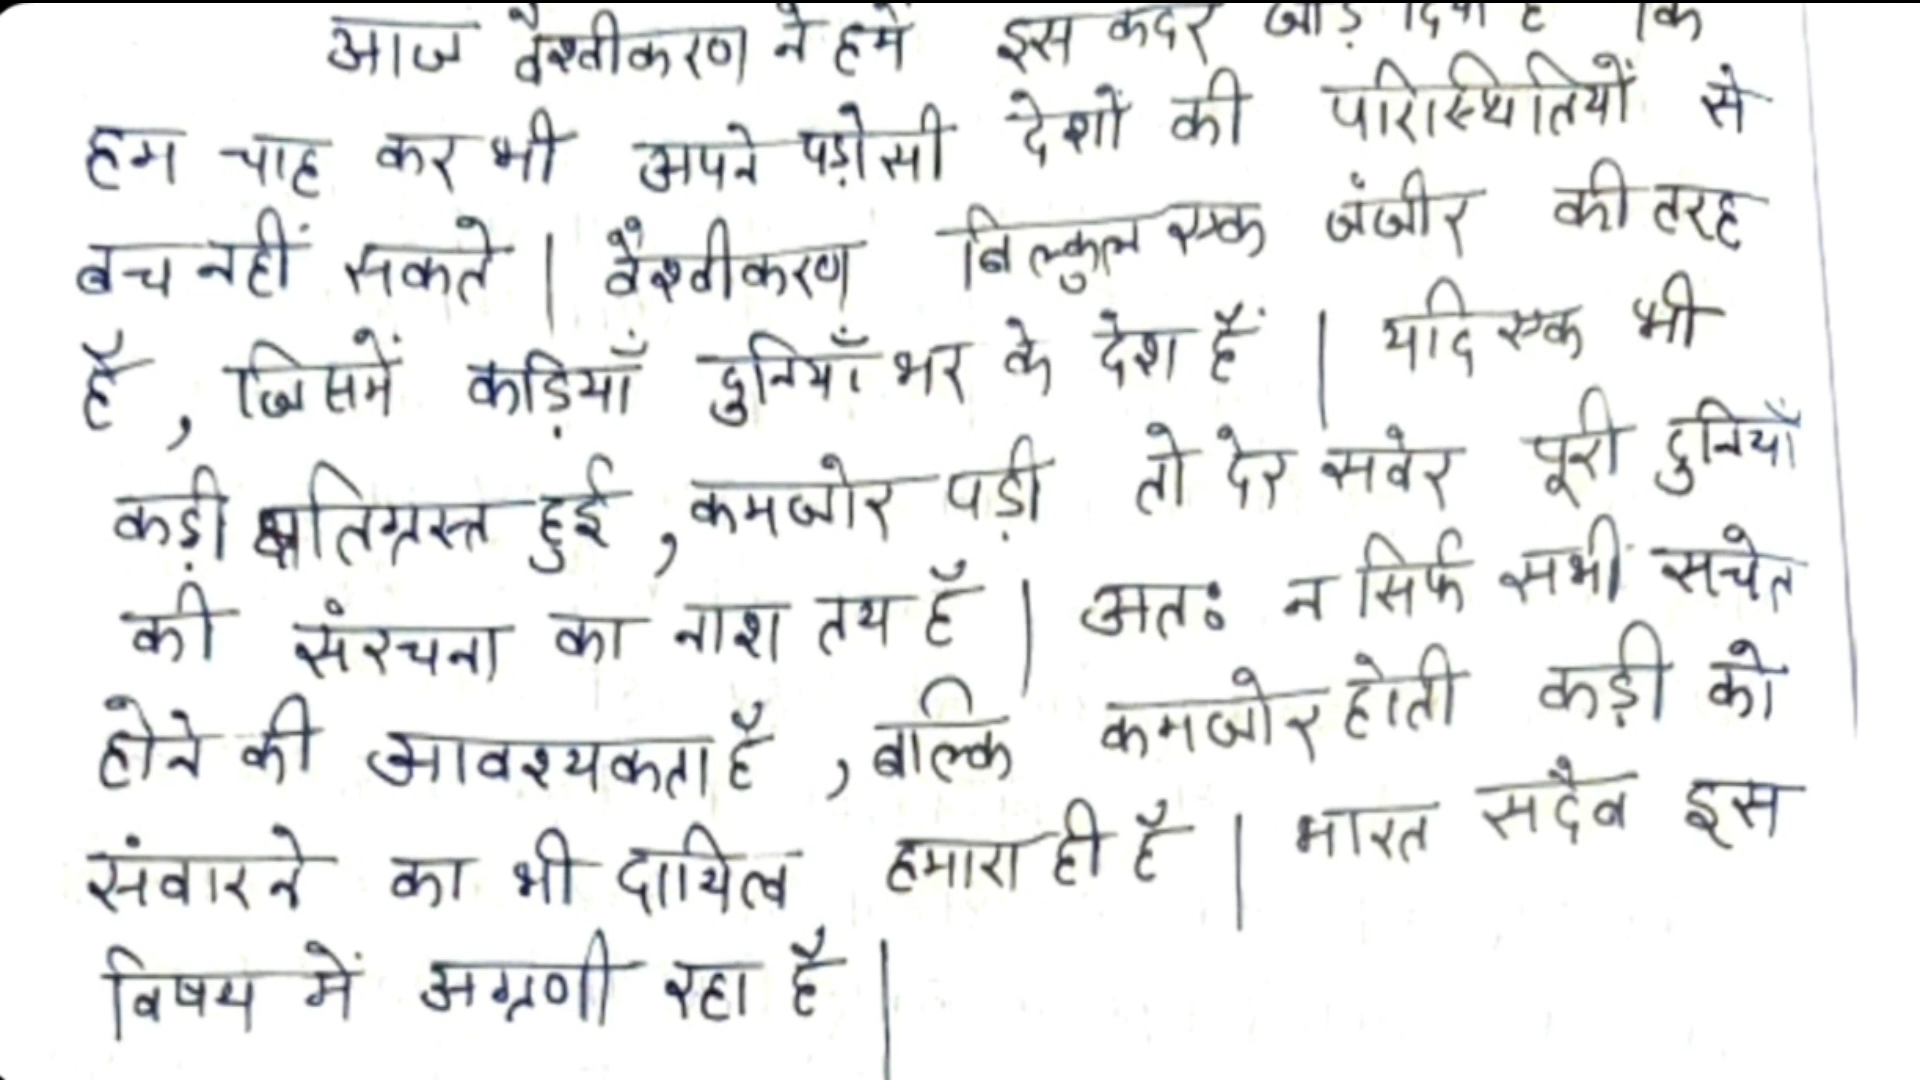 आज वैश्वीकरण ने हमें इस कदर जोड़ दिया है कि
हम चाह कर भी अपने पड़ोसी देशों की परिस्थितियों से
बच नहीं सकते | वैश्वीकरण बिल्कुल एक जंजीर की तरह
है , जिसमें कड़ियाँ दुनियाँ भर के देश हैं | यदि एक भी
कड़ी क्षतिग्रस्त हुई , कमजोर पड़ी तो देर सवेर पूरी दुनियाँ
की संरचना का नाश तय है | अतः न सिर्फ सभी सचेत
होने की आवश्यकता है , बल्कि कमजोर होती कड़ी को
संवारने का भी दायित्व हमारा ही है | भारत सदैव इस
विषय में अग्रणी रहा है |